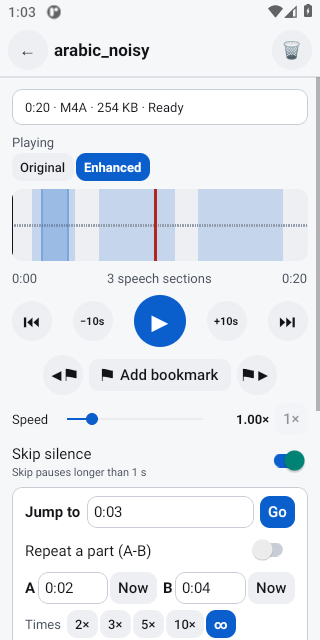 1:03
← arabic_noisy
0:20 · M4A · 254 KB · Ready
Playing
Original Enhanced
0:00 3 speech sections 0:20
−10s +10s
Add bookmark
Speed 1.00× 1×
Skip silence
Skip pauses longer than 1 s
Jump to 0:03 Go
Repeat a part (A-B)
A 0:02 Now B 0:04 Now
Times 2× 3× 5× 10× ∞